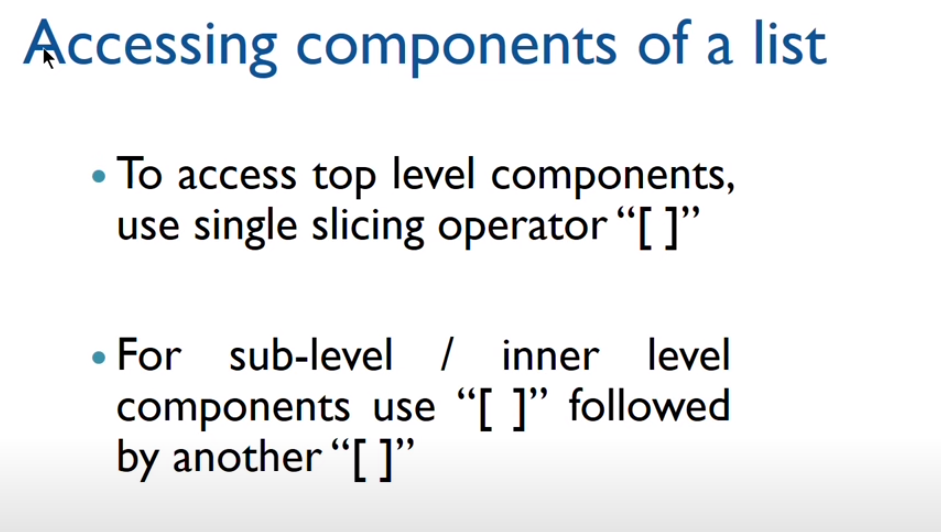 Accessing components of a list
• To access top level components,
use single slicing operator “[ ]”
• For sub-level / inner level
components use “[ ]” followed
by another “[ ]”